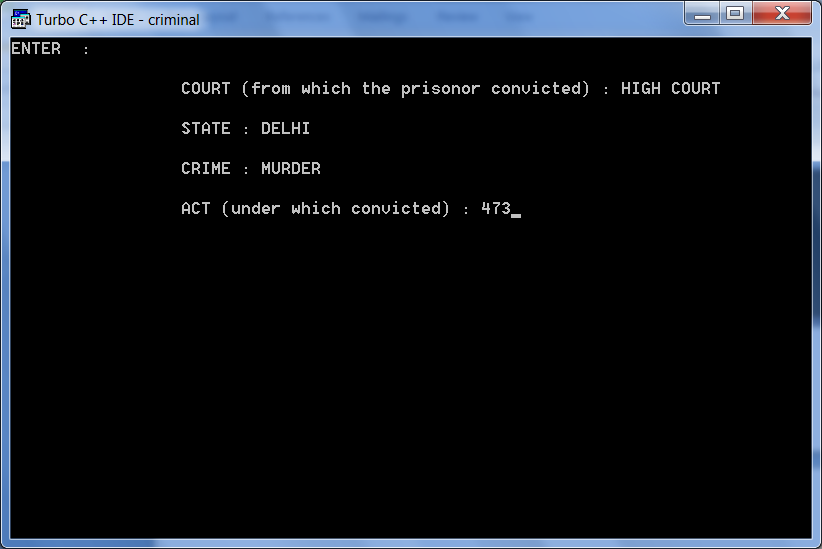 Turbo C++ IDE - criminal
ENTER  :
COURT (from which the prisonor convicted) : HIGH COURT
STATE : DELHI
CRIME : MURDER
ACT (under which convicted) : 473_